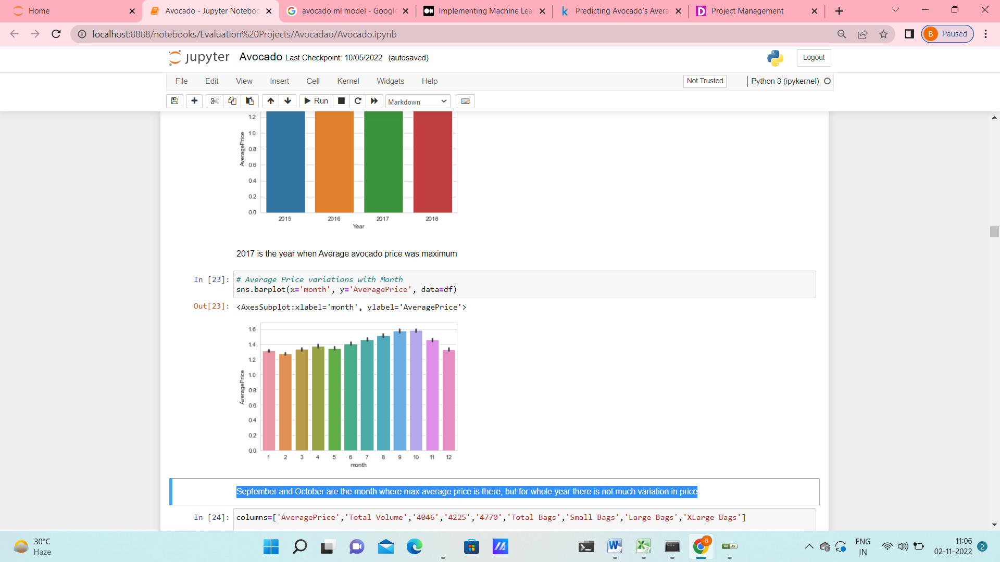 Home
Avocado - Jupyter Noteboo
avocado ml model - Google
Implementing Machine Lea
Predicting Avocado's Avera
Project Management
localhost:8888/notebooks/Evaluation%20Projects/Avocadao/Avocado.ipynb
B Paused
jupyter Avocado Last Checkpoint: 10/05/2022 (autosaved)
Logout
File Edit View Insert Cell Kernel Widgets Help
Not Trusted
Python 3 (ipykernel)
Run
Markdown
1.2
1.0
0.8
0.6
0.4
0.2
0.0
AveragePrice
2015 2016 2017 2018
Year
2017 is the year when Average avocado price was maximum
In [23]: # Average Price variations with Month
sns.barplot(x='month', y='AveragePrice', data=df)
Out[23]: <AxesSubplot:xlabel='month', ylabel='AveragePrice'>
1.6
1.4
1.2
1.0
0.8
0.6
0.4
0.2
0.0
AveragePrice
1 2 3 4 5 6 7 8 9 10 11 12
month
September and October are the month where max average price is there, but for whole year there is not much variation in price
In [24]: columns=['AveragePrice','Total Volume','4046','4225','4770','Total Bags','Small Bags','Large Bags','XLarge Bags']
30°C
Haze
ENG
IN
11:06
02-11-2022
2